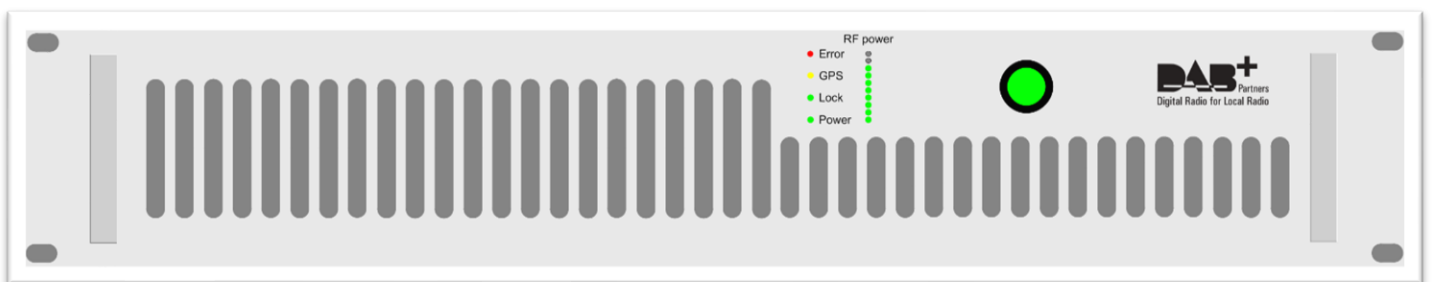 RF power
Error
GPS
Lock
Power
DAB+
Partners
Digital Radio for Local Radio